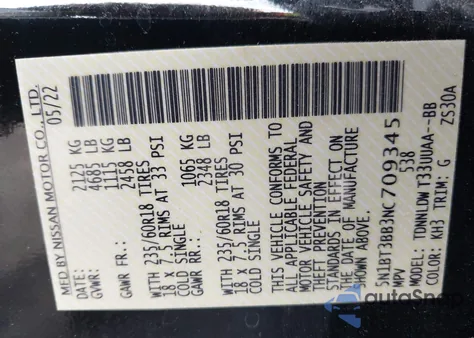 MFD BY NISSAN MOTOR CO., LTD.
DATE: 05/22
GVWR: 2125 KG
4685 LB
GAWR FR.: 1115 KG
2458 LB
WITH 235/60R18 TIRES
18 x 7.5 RIMS AT 33 PSI
COLD SINGLE
GAWR RR.: 1065 KG
2348 LB
WITH 235/60R18 TIRES
18 x 7.5 RIMS AT 30 PSI
COLD SINGLE
THIS VEHICLE CONFORMS TO
ALL APPLICABLE FEDERAL
MOTOR VEHICLE SAFETY AND
THEFT PREVENTION
STANDARDS IN EFFECT ON
THE DATE OF MANUFACTURE
SHOWN ABOVE.
5N1BT3BB3NC709345
MPV 538
MODEL: TDNNLDW T33UUAA--BB
COLOR: KH3 TRIM: G ZS30A
autoSnap